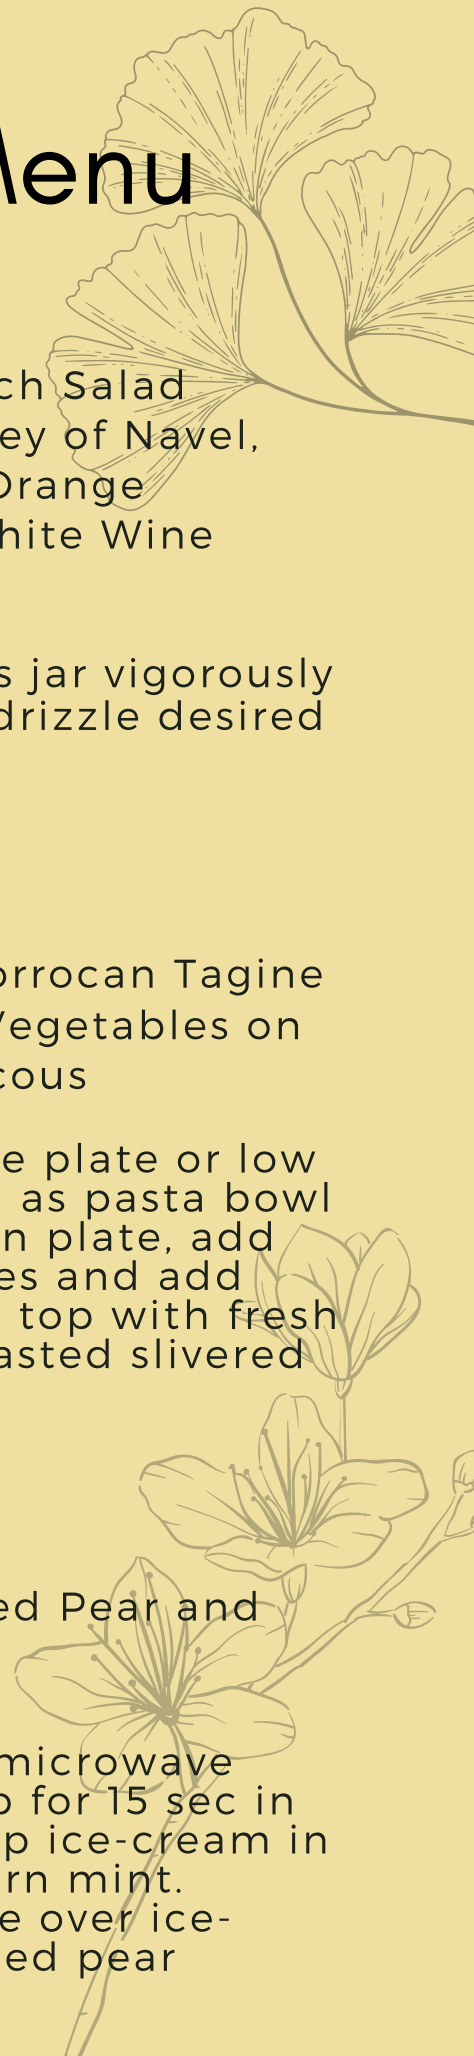 Menu
ch Salad
ey of Navel,
Orange
hite Wine
s jar vigorously
drizzle desired
orrocan Tagine
Vegetables on
cous
e plate or low
as pasta bowl
n plate, add
es and add
top with fresh
asted slivered
ed Pear and
microwave
o for 15 sec in
p ice-cream in
rn mint.
e over ice-
ed pear